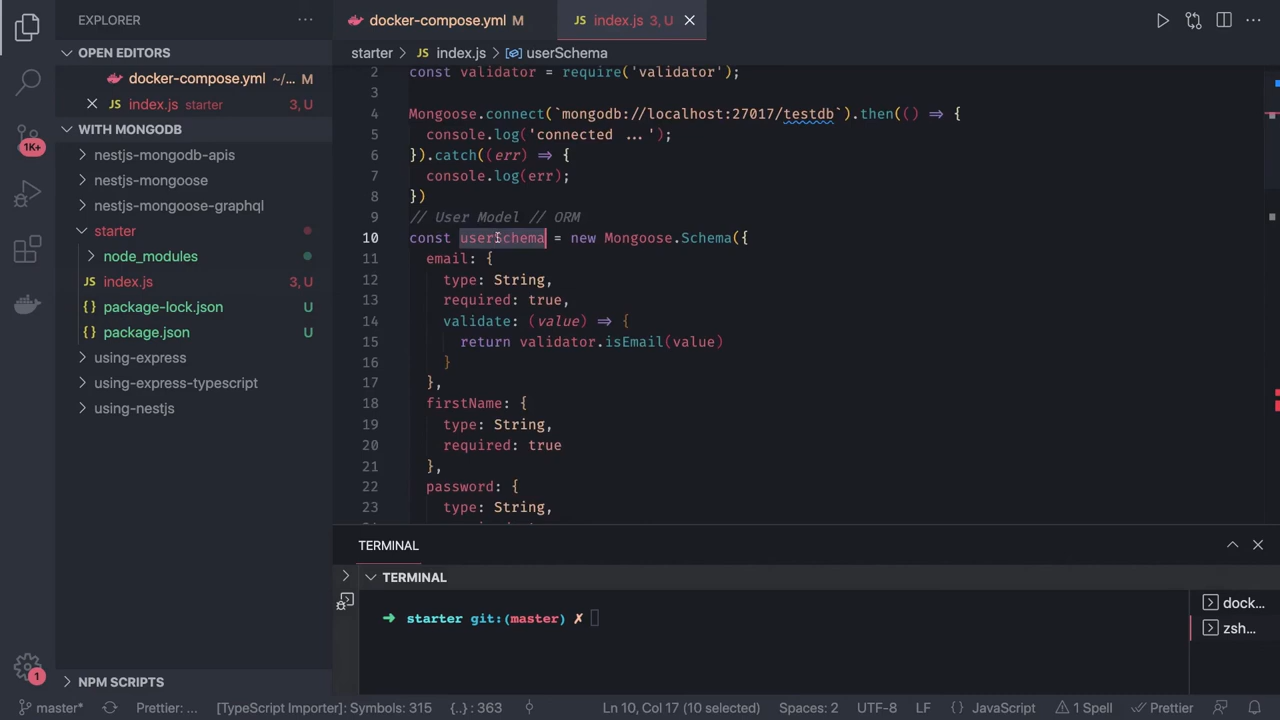 EXPLORER
OPEN EDITORS
docker-compose.yml ~/... M
index.js starter 3, U
WITH MONGODB
nestjs-mongodb-apis
nestjs-mongoose
nestjs-mongoose-graphql
starter
node_modules
index.js 3, U
package-lock.json U
package.json U
using-express
using-express-typescript
using-nestjs
NPM SCRIPTS
1K+
1
docker-compose.yml M
JS index.js 3, U
starter > JS index.js > userSchema
2 const validator = require('validator');
3
4 Mongoose.connect(`mongodb://localhost:27017/testdb`).then(() => {
5 console.log('connected ...');
6 }).catch((err) => {
7 console.log(err);
8 })
9 // User Model // ORM
10 const userSchema = new Mongoose.Schema({
11 email: {
12 type: String,
13 required: true,
14 validate: (value) => {
15 return validator.isEmail(value)
16 }
17 },
18 firstName: {
19 type: String,
20 required: true
21 },
22 password: {
23 type: String,
TERMINAL
TERMINAL
➜ starter git:(master) ✗
dock...
zsh...
master* Prettier: ... [TypeScript Importer]: Symbols: 315 {..}: 363 Ln 10, Col 17 (10 selected) Spaces: 2 UTF-8 LF JavaScript 1 Spell Prettier